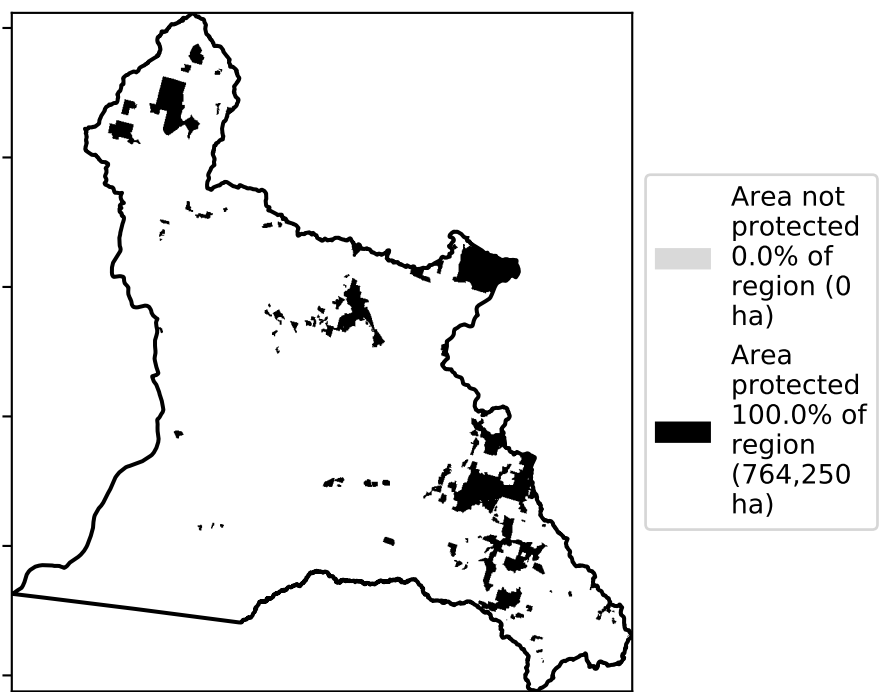 Area not
protected
0.0% of
region (0
ha)
Area
protected
100.0% of
region
(764,250
ha)